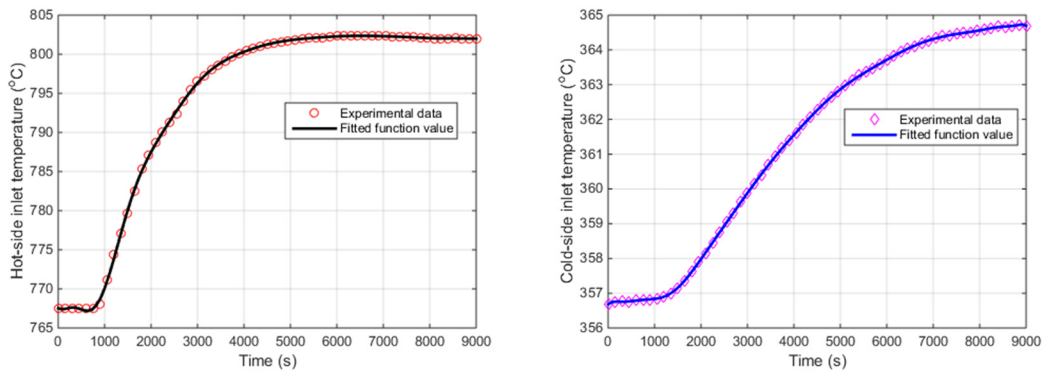 805
800
795
790
785
780
775
770
765
Hot-side inlet temperature (°C)
0 1000 2000 3000 4000 5000 6000 7000 8000 9000
Time (s)
Experimental data
Fitted function value
365
364
363
362
361
360
359
358
357
356
Cold-side inlet temperature (°C)
0 1000 2000 3000 4000 5000 6000 7000 8000 9000
Time (s)
Experimental data
Fitted function value